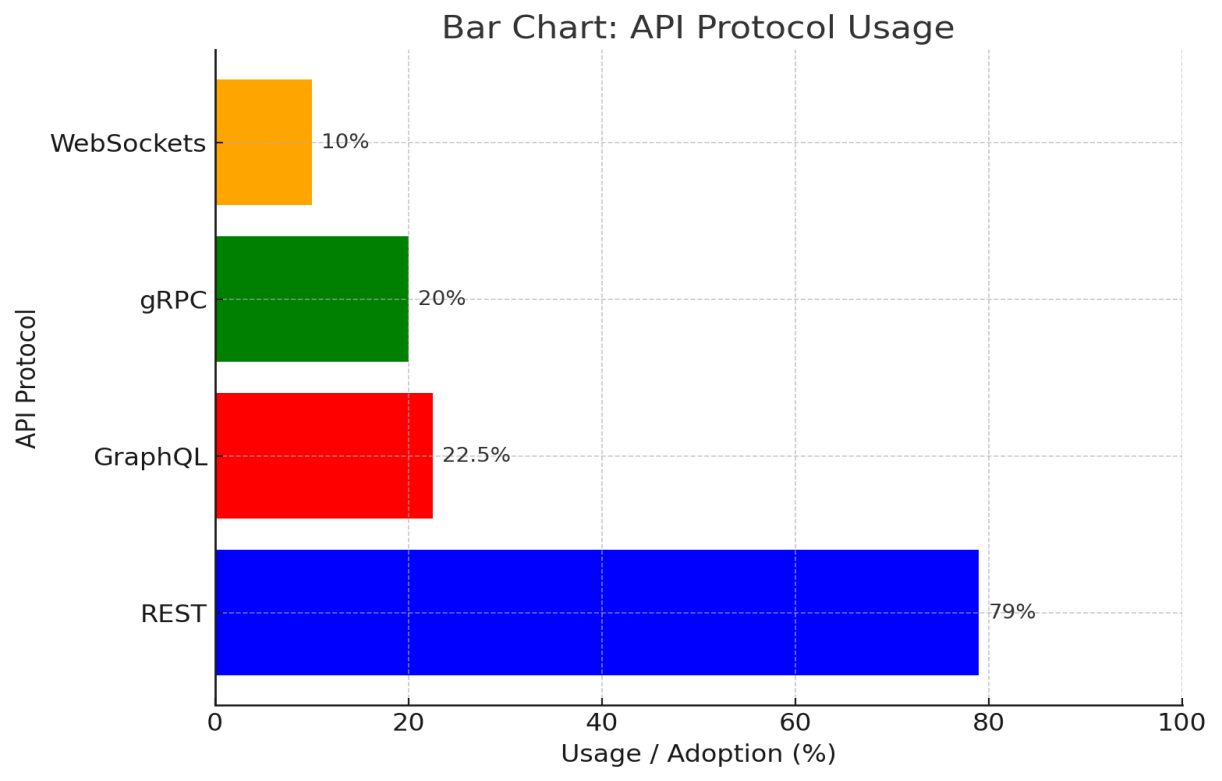 Bar Chart: API Protocol Usage
WebSockets
10%
gRPC
20%
API Protocol
GraphQL
22.5%
REST
79%
0 20 40 60 80 100
Usage / Adoption (%)